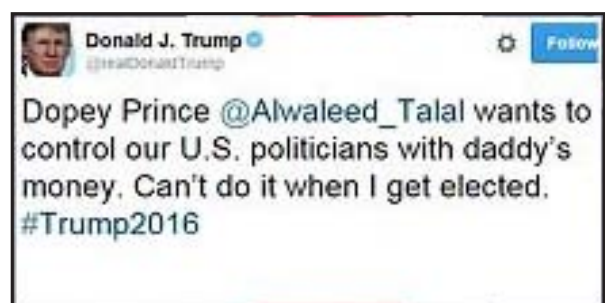 Donald J. Trump
@realDonaldTrump
Follow
Dopey Prince @Alwaleed_Talal wants to
control our U.S. politicians with daddy's
money. Can't do it when I get elected.
#Trump2016